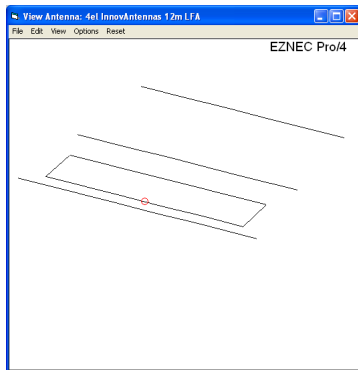 View Antenna: 4el InnovAntennas 12m LFA
File Edit View Options Reset
EZNEC Pro/4